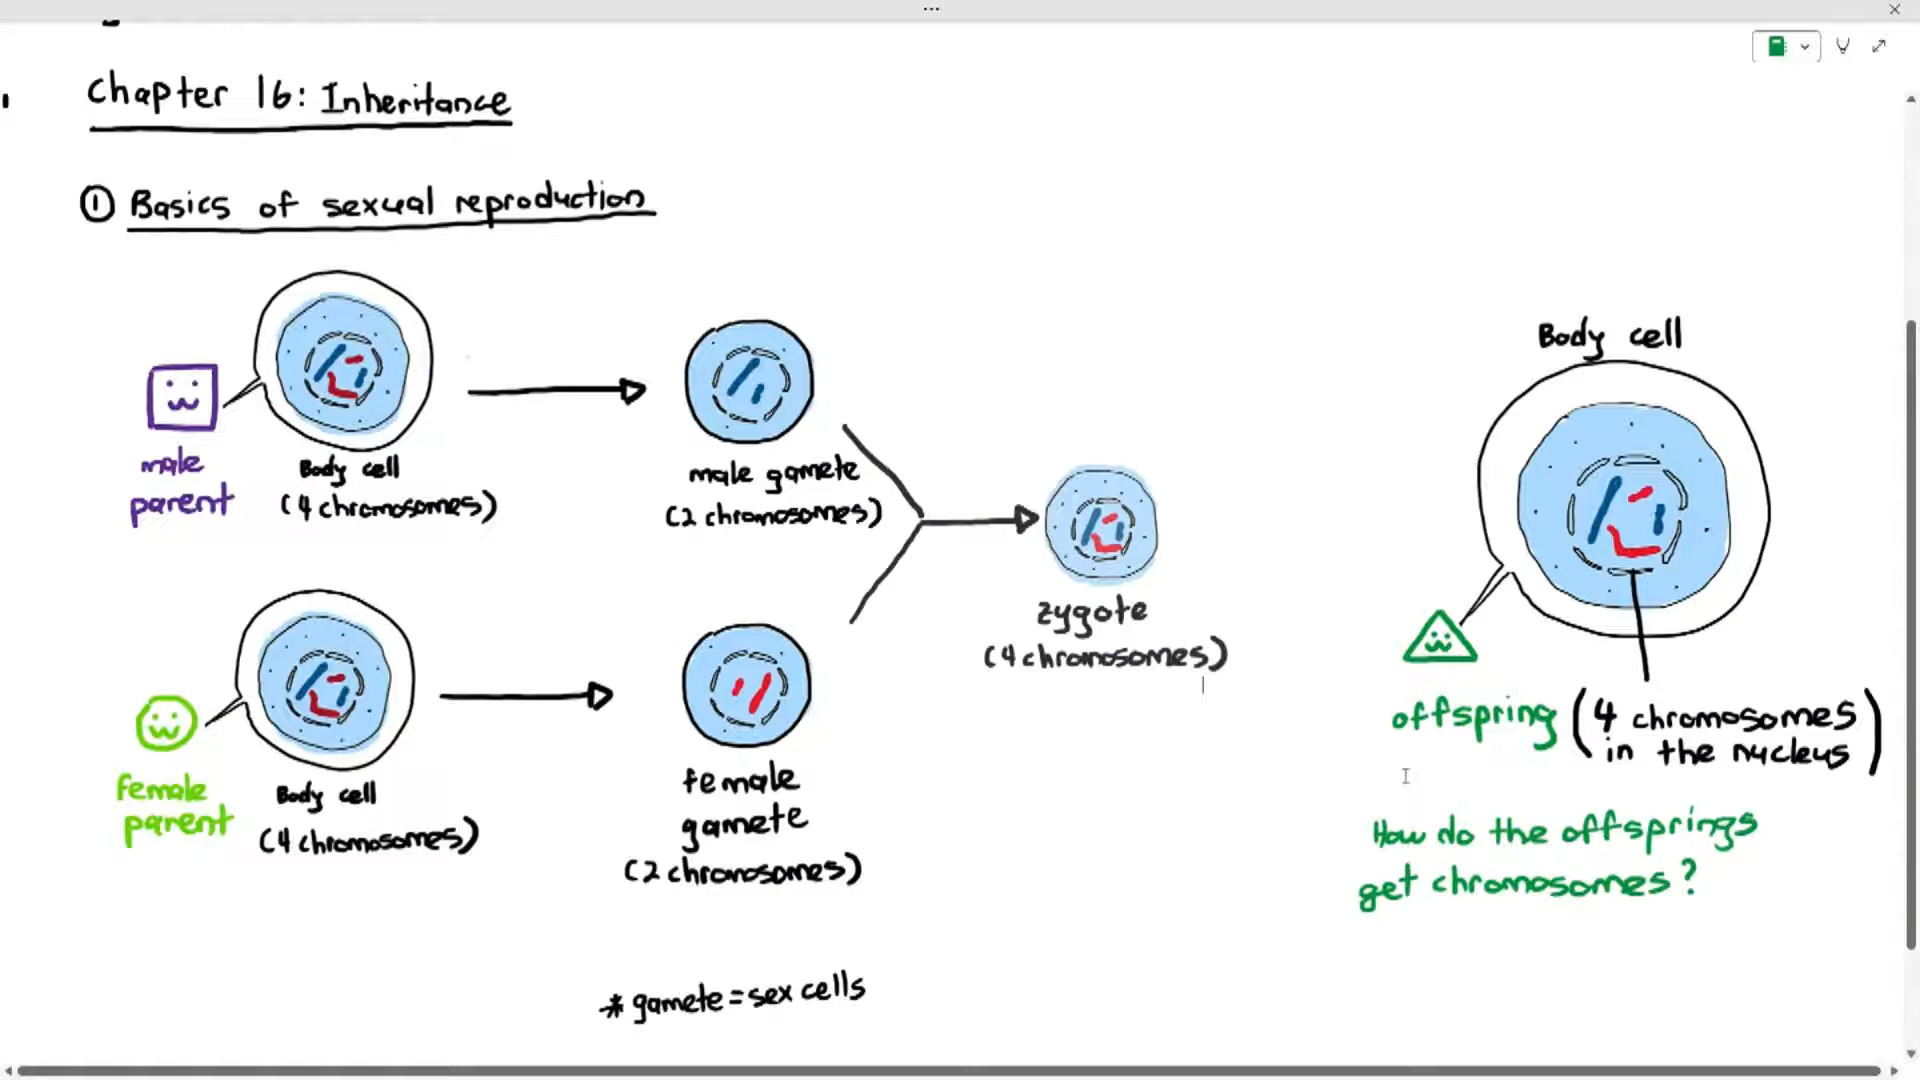 Chapter 16: Inheritance
① Basics of sexual reproduction
male
parent
Body cell
(4 chromosomes)
male gamete
(2 chromosomes)
zygote
(4 chromosomes)
female
parent
Body cell
(4 chromosomes)
female
gamete
(2 chromosomes)
* gamete = sex cells
Body cell
offspring (4 chromosomes
in the nucleus)
How do the offsprings
get chromosomes?